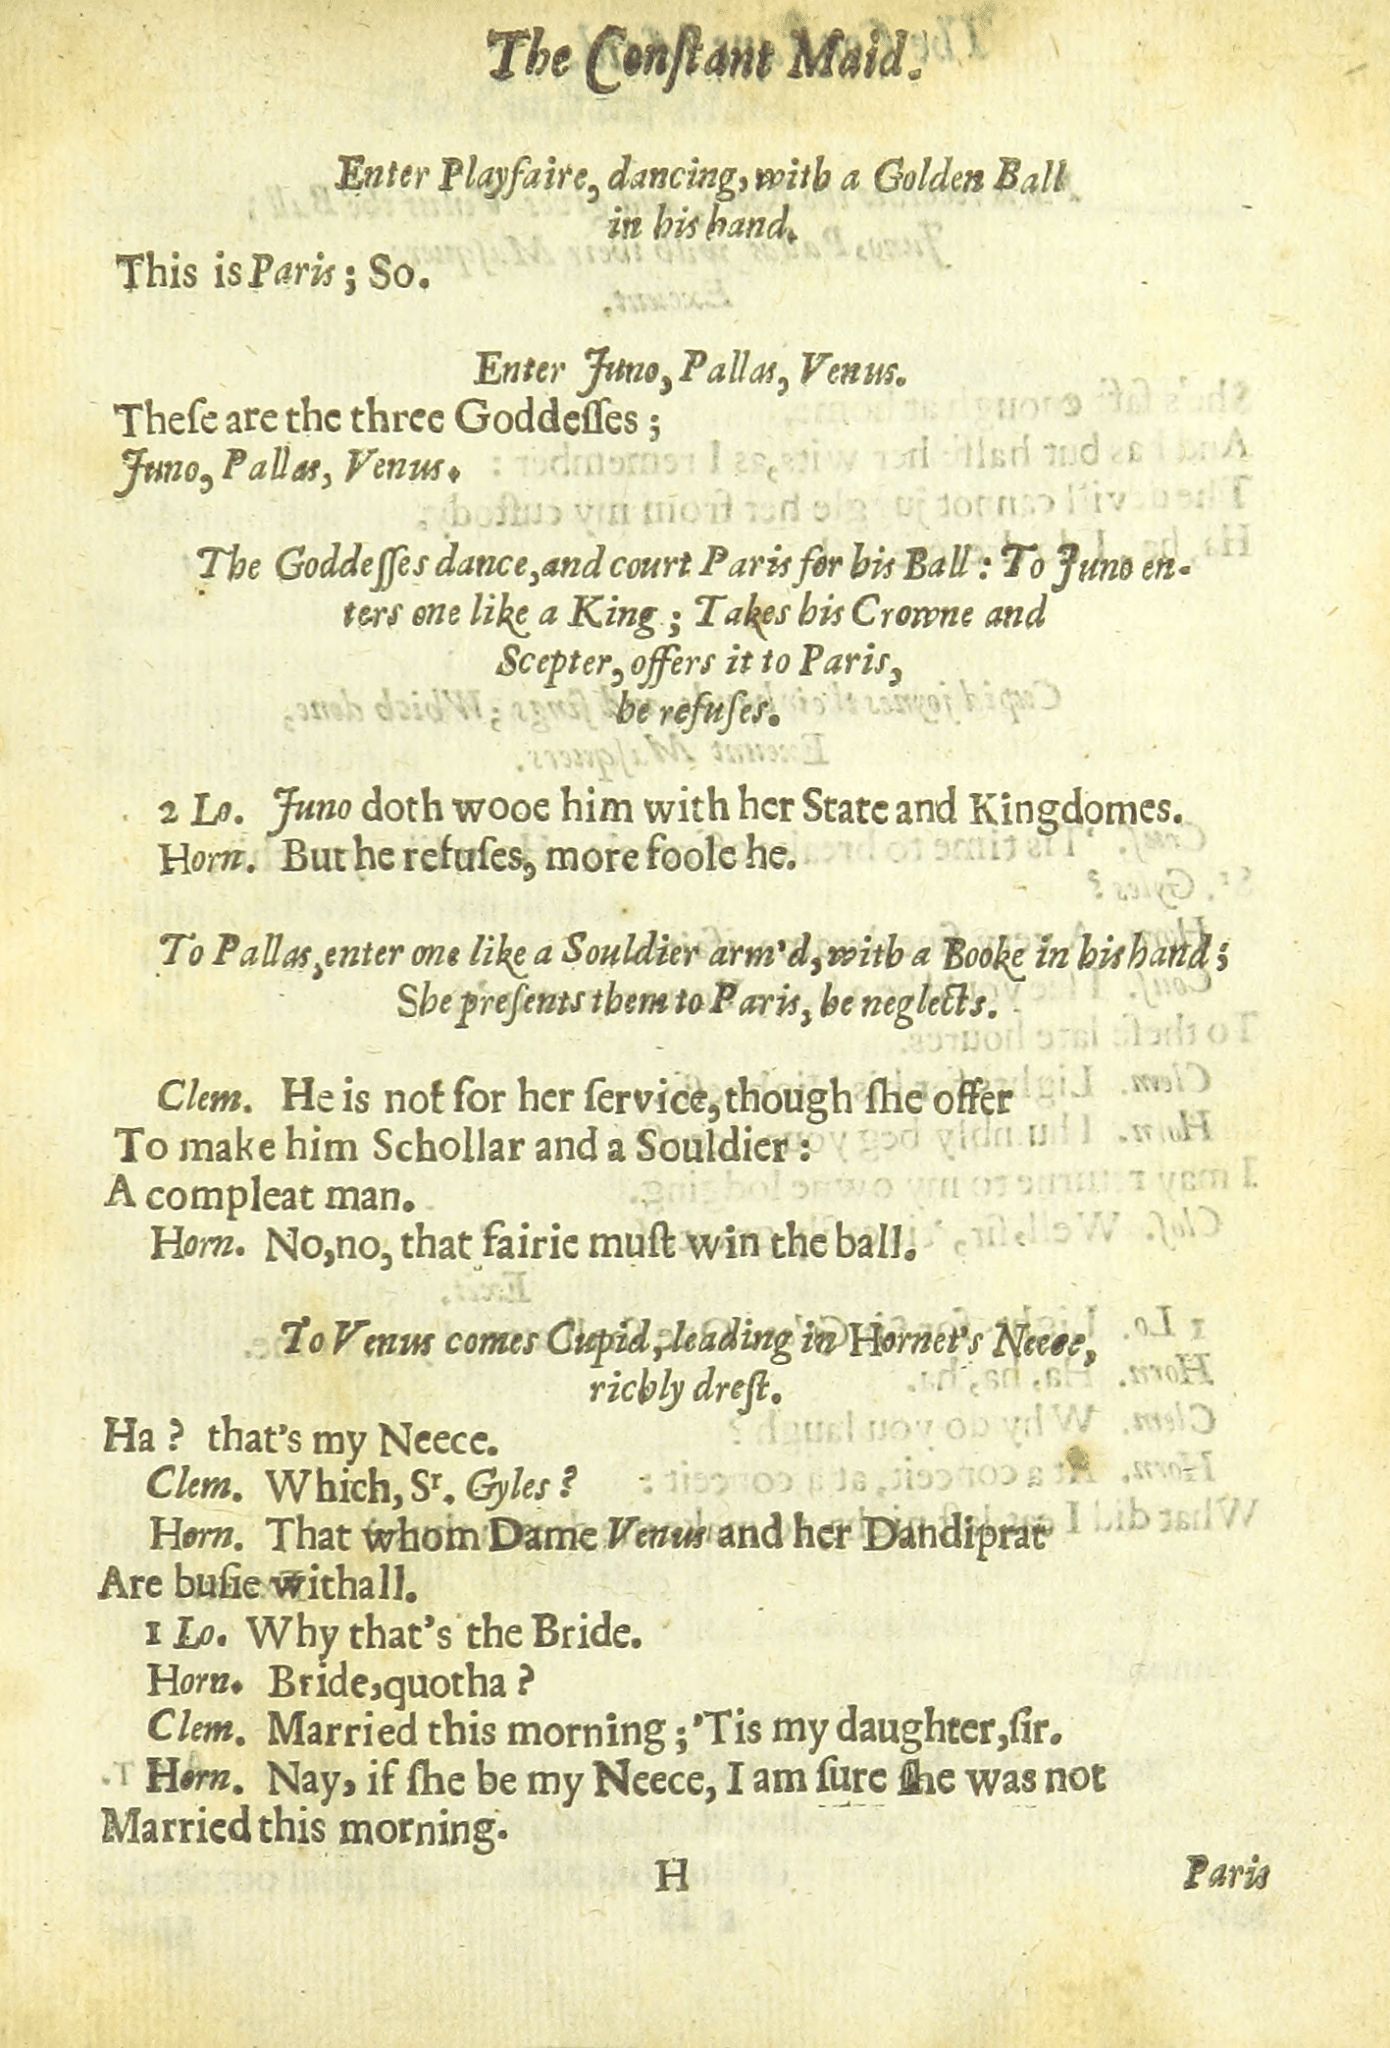 The Conſtant Maid.
Enter Playfaire, dancing, with a Golden Ball
in his hand.
This is Paris; So.
Enter Juno, Pallas, Venus.
Theſe are the three Goddeſſes;
Juno, Pallas, Venus.
The Goddeſſes dance, and court Paris for his Ball: To Juno en-
ters one like a King; Takes his Crowne and
Scepter, offers it to Paris,
he refuſes.
2 Lo. Juno doth wooe him with her State and Kingdomes.
Horn. But he refuſes, more foole he.
To Pallas, enter one like a Souldier arm'd, with a Booke in his hand;
She preſents them to Paris, he neglects.
Clem. He is not for her ſervice, though ſhe offer
To make him Schollar and a Souldier:
A compleat man.
Horn. No, no, that fairie muſt win the ball.
To Venus comes Cupid, leading in Hornet's Neece,
richly dreſt.
Ha? that's my Neece.
Clem. Which, Sr. Gyles?
Horn. That whom Dame Venus and her Dandiprat
Are buſie withall.
1 Lo. Why that's the Bride.
Horn. Bride, quotha?
Clem. Married this morning; 'Tis my daughter, ſir.
Horn. Nay, if ſhe be my Neece, I am ſure ſhe was not
Married this morning.
H Paris